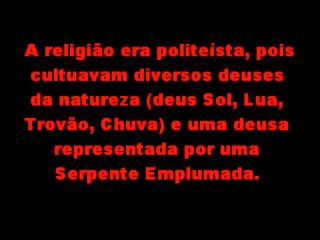 A religião era politeísta, pois
cultuavam diversos deuses
da natureza (deus Sol, Lua,
Trovão, Chuva) e uma deusa
representada por uma
Serpente Emplumada.